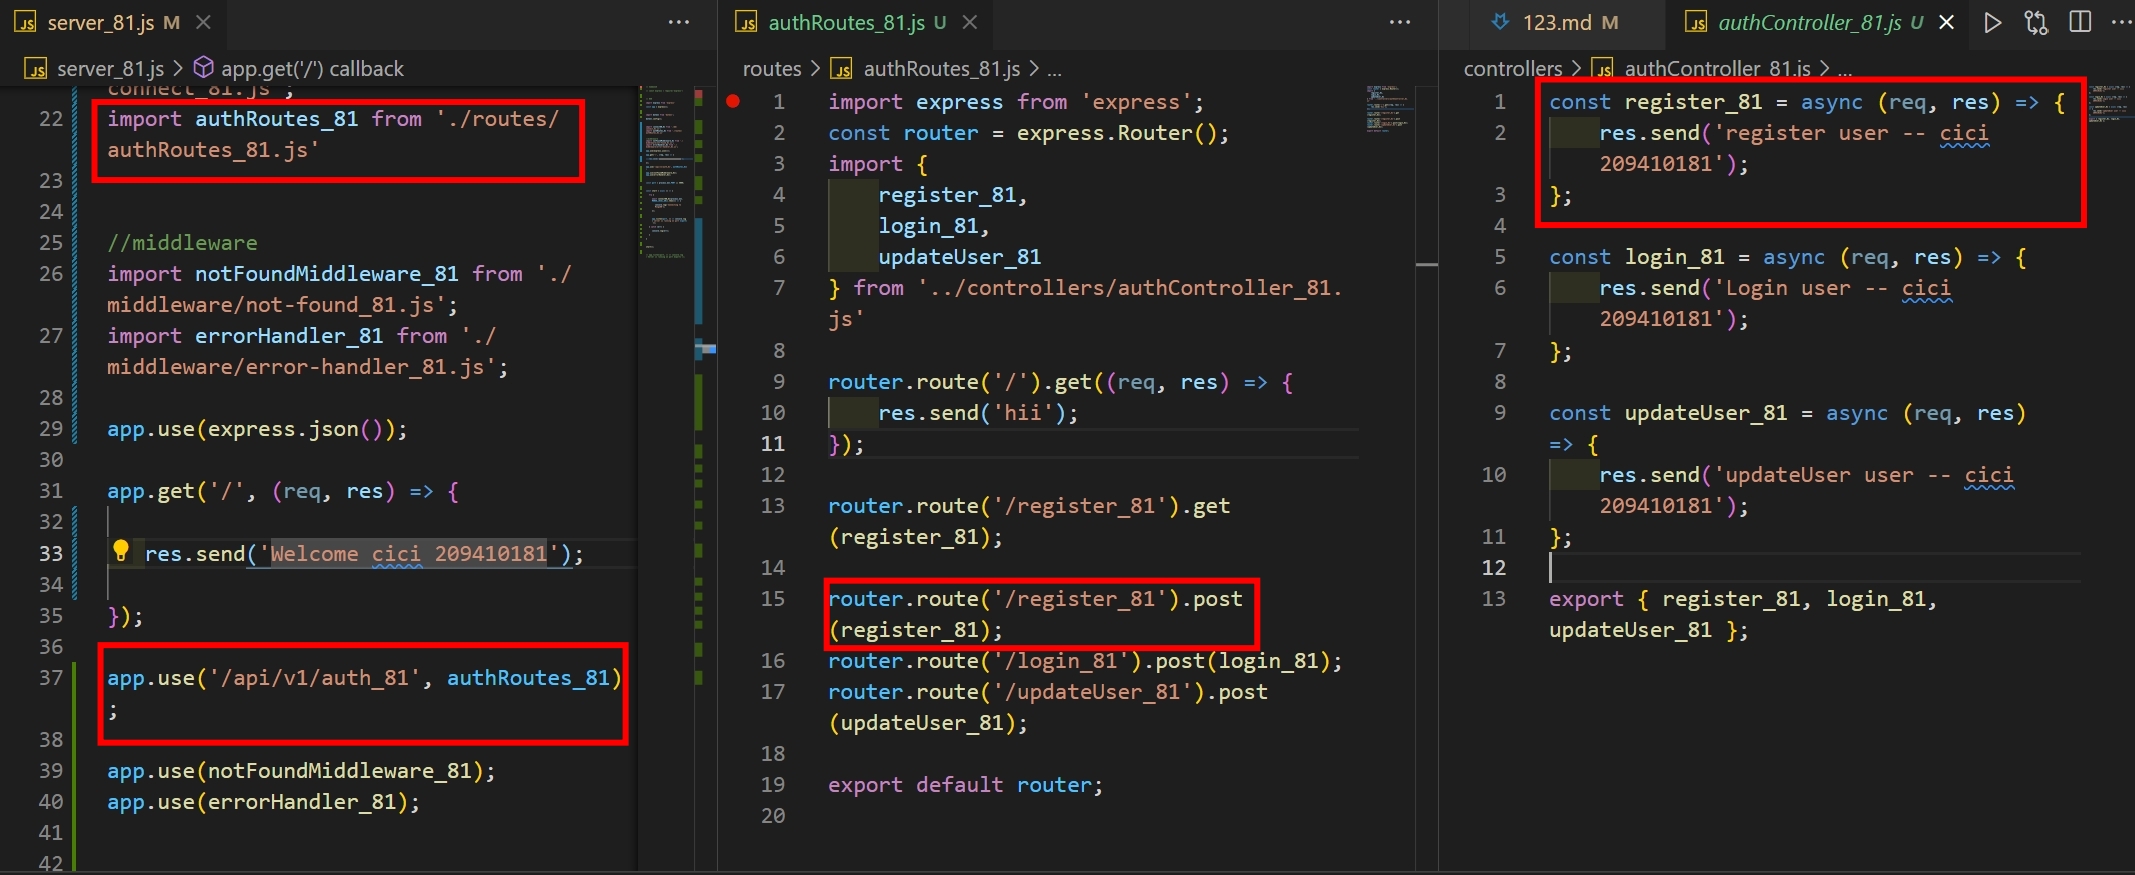 server_81.js M
server_81.js > app.get('/') callback
connect_81.js';
22 import authRoutes_81 from './routes/
authRoutes_81.js'
23
24
25 //middleware
26 import notFoundMiddleware_81 from './
middleware/not-found_81.js';
27 import errorHandler_81 from './
middleware/error-handler_81.js';
28
29 app.use(express.json());
30
31 app.get('/', (req, res) => {
32
33 res.send('Welcome cici 209410181');
34
35 });
36
37 app.use('/api/v1/auth_81', authRoutes_81)
;
38
39 app.use(notFoundMiddleware_81);
40 app.use(errorHandler_81);
41
42
authRoutes_81.js U
routes > authRoutes_81.js > ...
1 import express from 'express';
2 const router = express.Router();
3 import {
4 register_81,
5 login_81,
6 updateUser_81
7 } from '../controllers/authController_81.
js'
8
9 router.route('/').get((req, res) => {
10 res.send('hii');
11 });
12
13 router.route('/register_81').get
(register_81);
14
15 router.route('/register_81').post
(register_81);
16 router.route('/login_81').post(login_81);
17 router.route('/updateUser_81').post
(updateUser_81);
18
19 export default router;
20
123.md M
authController_81.js U
controllers > authController_81.js > ...
1 const register_81 = async (req, res) => {
2 res.send('register user -- cici
209410181');
3 };
4
5 const login_81 = async (req, res) => {
6 res.send('Login user -- cici
209410181');
7 };
8
9 const updateUser_81 = async (req, res)
=> {
10 res.send('updateUser user -- cici
209410181');
11 };
12
13 export { register_81, login_81,
updateUser_81 };